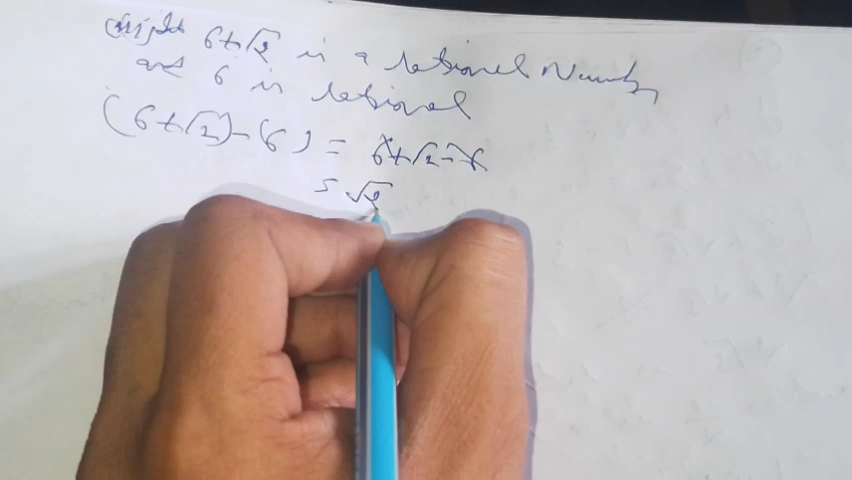 6+√2 is a rational Number
and 6 is rational
(6+√2)-(6) = 6+√2-6
= √2